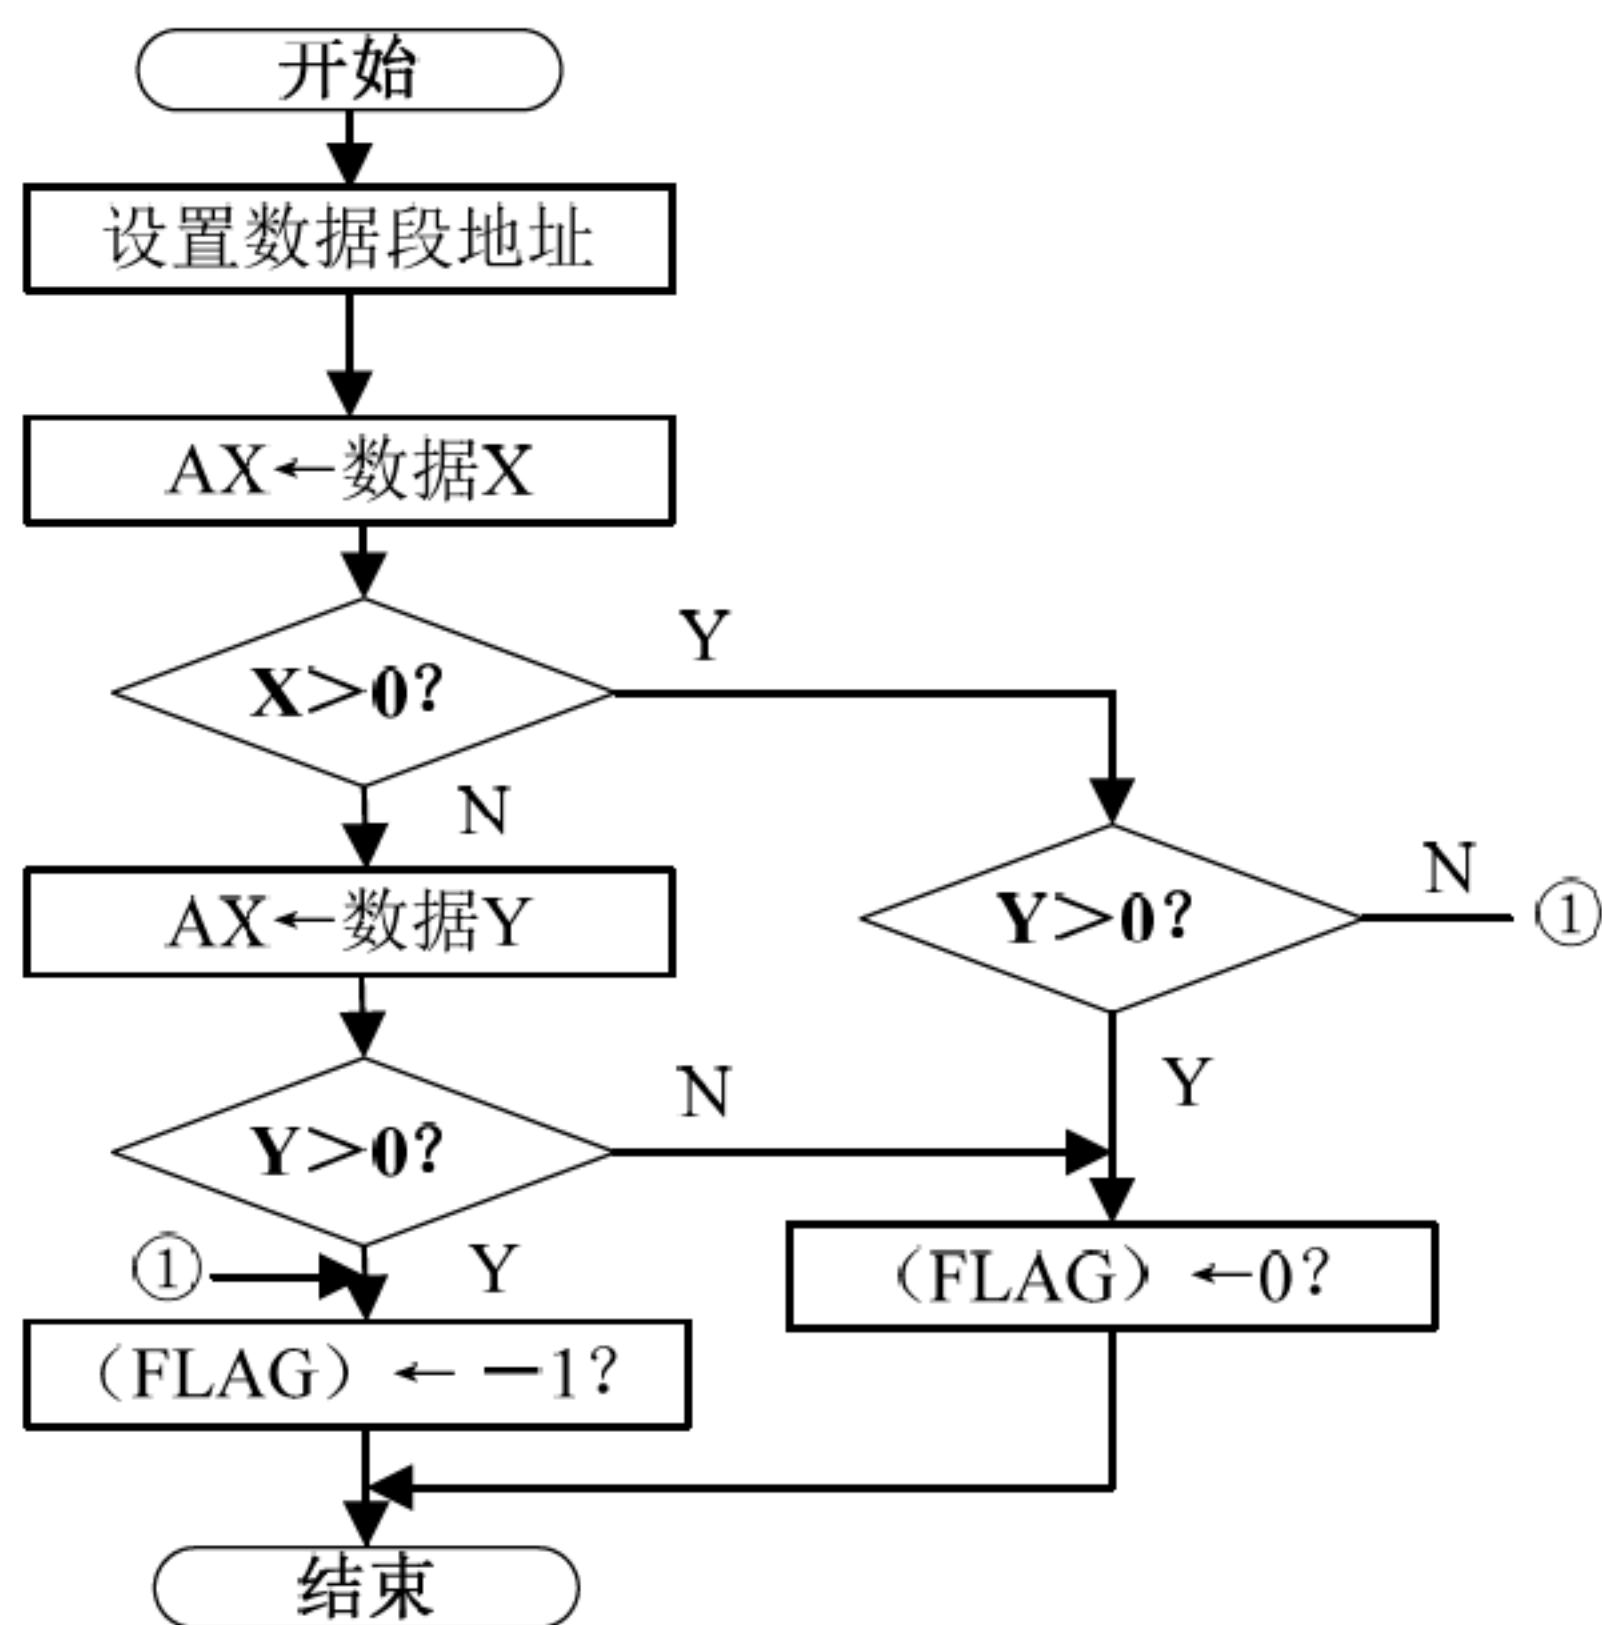 开始
设置数据段地址
AX←数据X
X>0?
Y
N
AX←数据Y
Y>0?
N
①
Y>0?
N
Y
①
Y
(FLAG) ←0?
(FLAG) ← －1?
结束